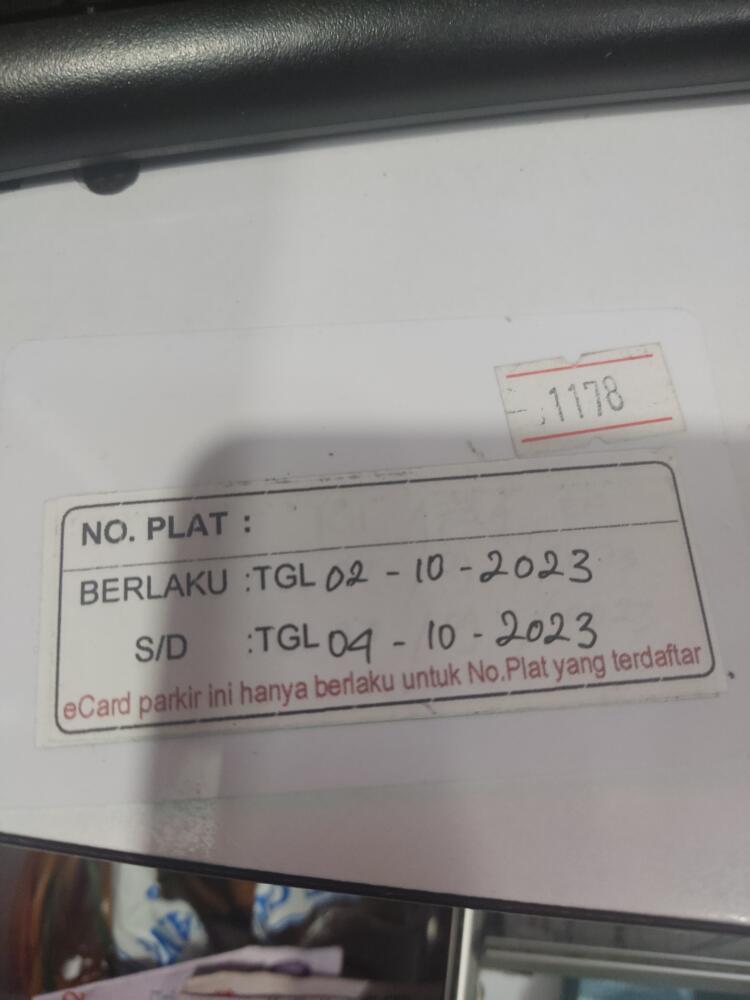 1178
NO. PLAT :
BERLAKU :TGL 02 - 10 - 2023
S/D :TGL 04 - 10 - 2023
eCard parkir ini hanya berlaku untuk No.Plat yang terdaftar